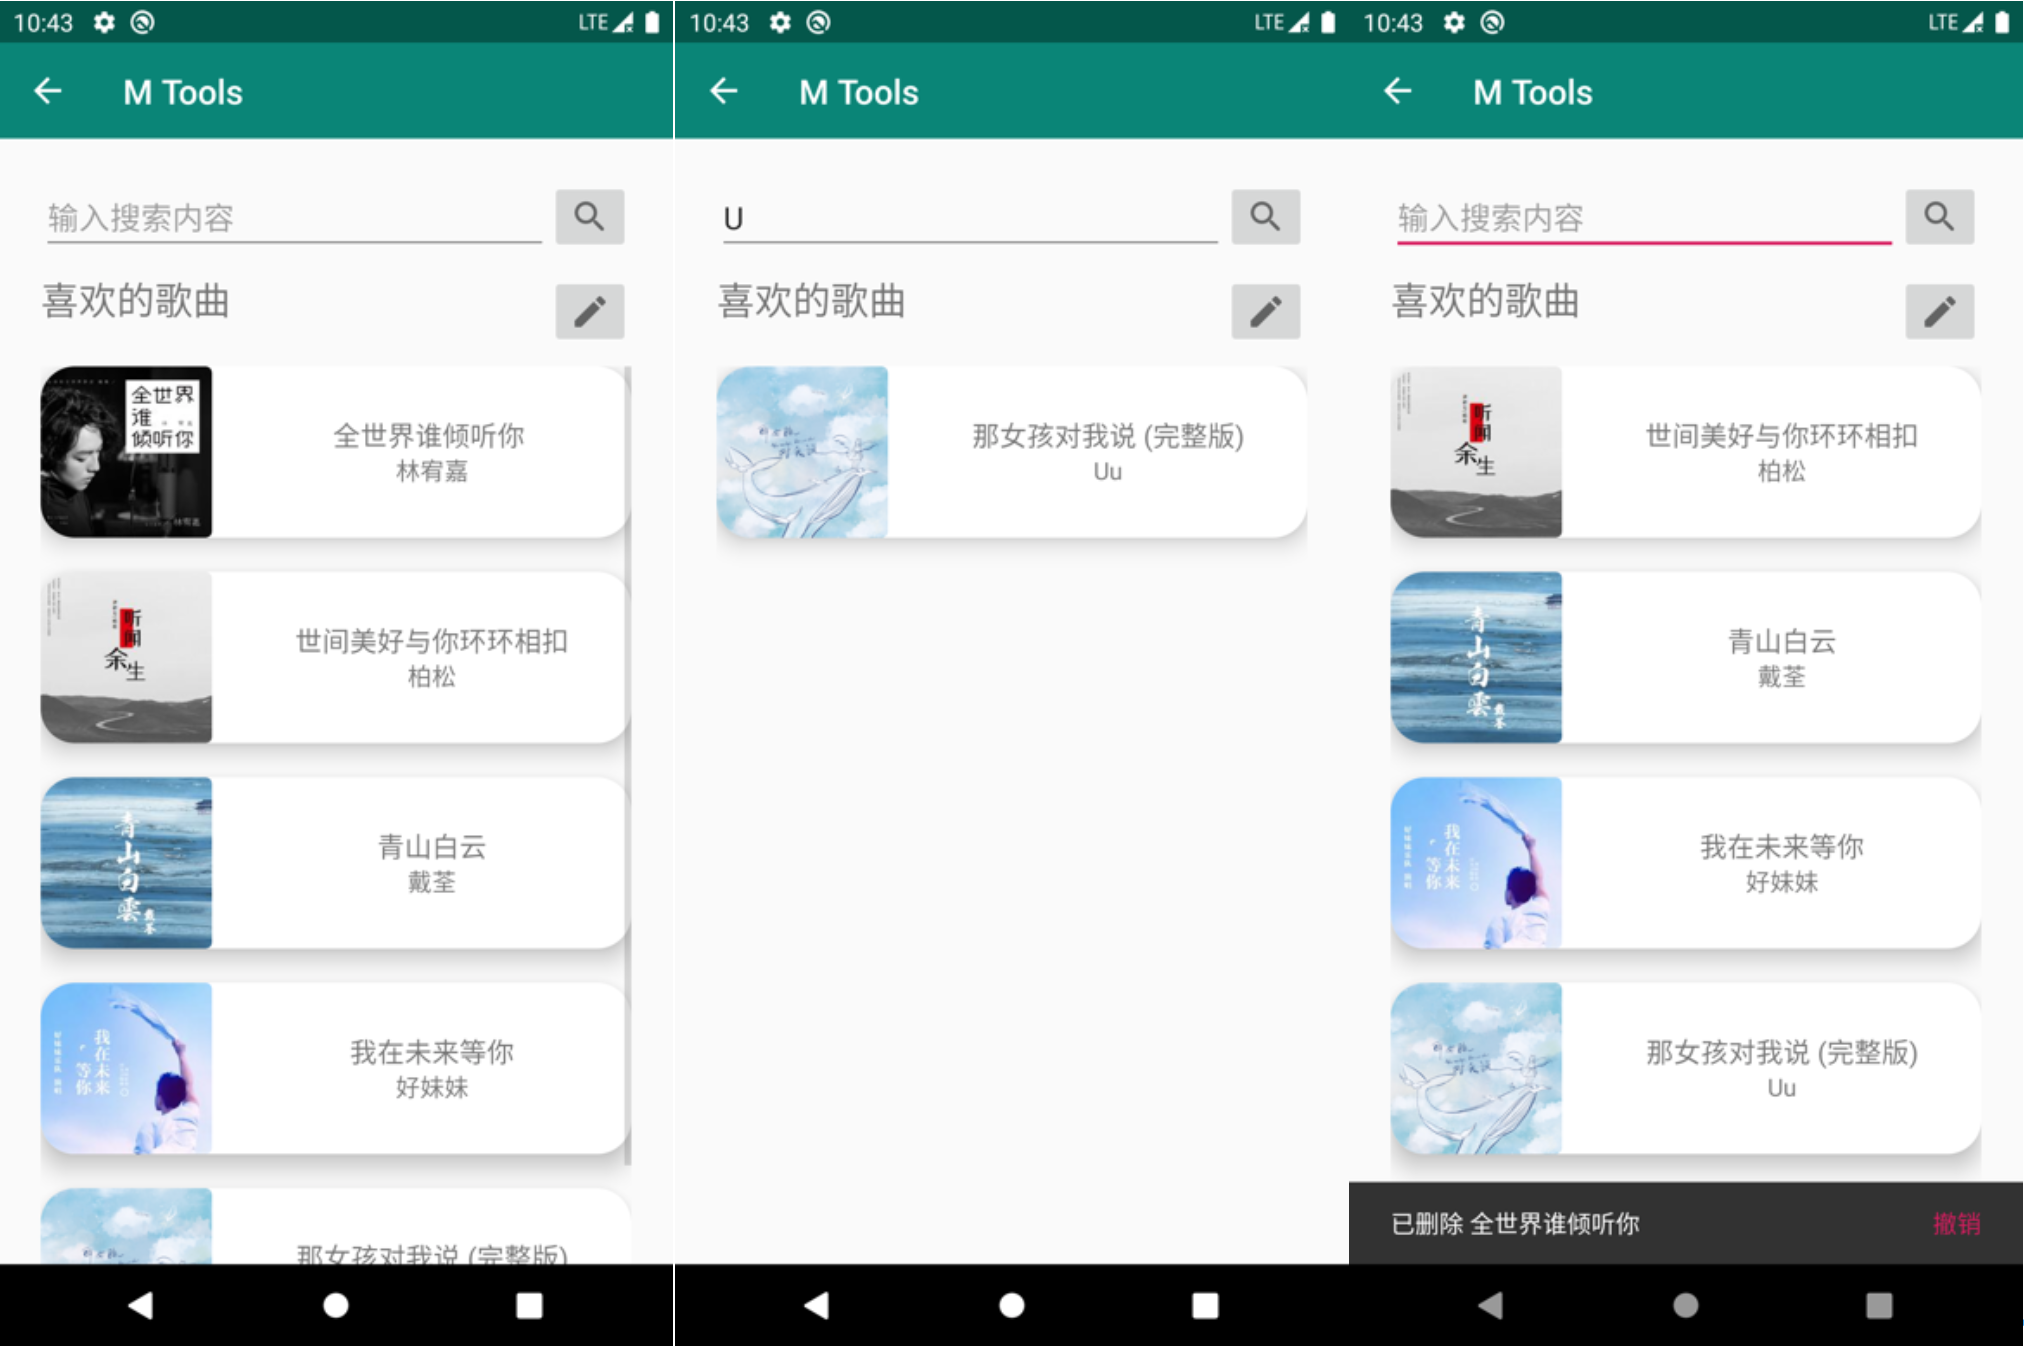 10:43
LTE
M Tools
输入搜索内容
喜欢的歌曲
全世界
谁
倾听你
全世界谁倾听你
林宥嘉
听闻
余生
世间美好与你环环相扣
柏松
青山白雲
青山白云
戴荃
我在未来
等你
我在未来等你
好妹妹
那女孩对我说 (完整版)
10:43
LTE
M Tools
U
喜欢的歌曲
那女孩对我说 (完整版)
Uu
10:43
LTE
M Tools
输入搜索内容
喜欢的歌曲
听闻
余生
世间美好与你环环相扣
柏松
青山白雲
青山白云
戴荃
我在未来
等你
我在未来等你
好妹妹
那女孩对我说 (完整版)
Uu
已删除 全世界谁倾听你
撤销